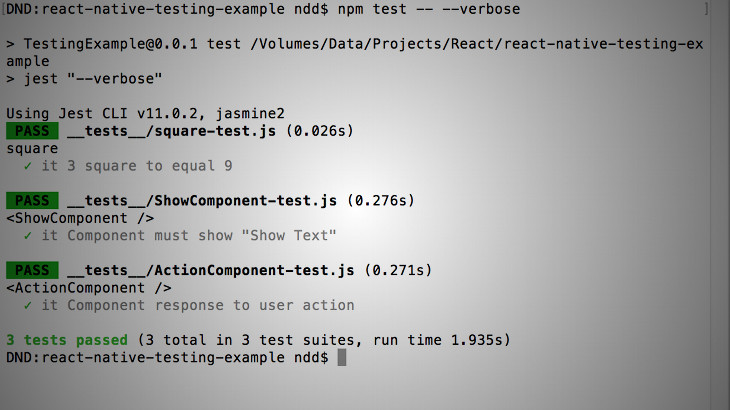 [DND:react-native-testing-example ndd$ npm test -- --verbose ]

> TestingExample@0.0.1 test /Volumes/Data/Projects/React/react-native-testing-ex
ample
> jest "--verbose"

Using Jest CLI v11.0.2, jasmine2
PASS __tests__/square-test.js (0.026s)
square
✓ it 3 square to equal 9

PASS __tests__/ShowComponent-test.js (0.276s)
<ShowComponent />
✓ it Component must show "Show Text"

PASS __tests__/ActionComponent-test.js (0.271s)
<ActionComponent />
✓ it Component response to user action

3 tests passed (3 total in 3 test suites, run time 1.935s)
DND:react-native-testing-example ndd$